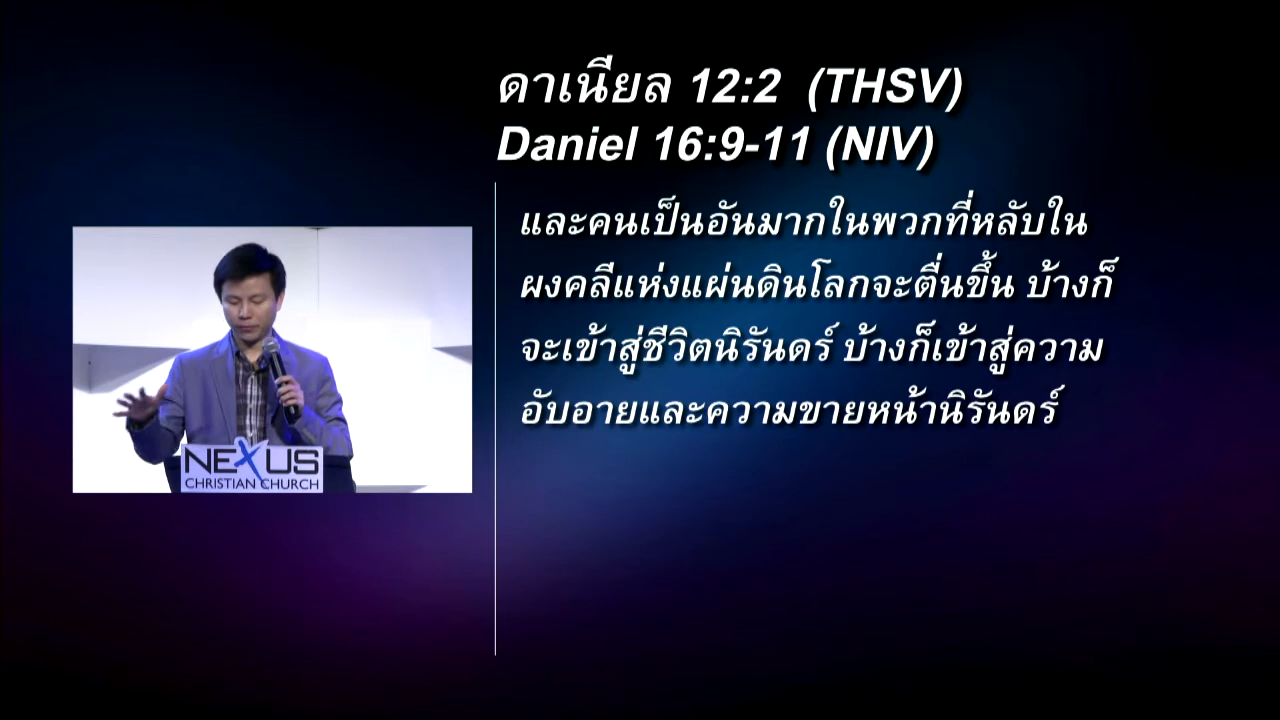 ดาเนียล 12:2 (THSV)
Daniel 16:9-11 (NIV)
และคนเป็นอันมากในพวกที่หลับใน
ผงคลีแห่งแผ่นดินโลกจะตื่นขึ้น บ้างก็
จะเข้าสู่ชีวิตนิรันดร์ บ้างก็เข้าสู่ความ
อับอายและความขายหน้านิรันดร์
NEXUS
CHRISTIAN CHURCH